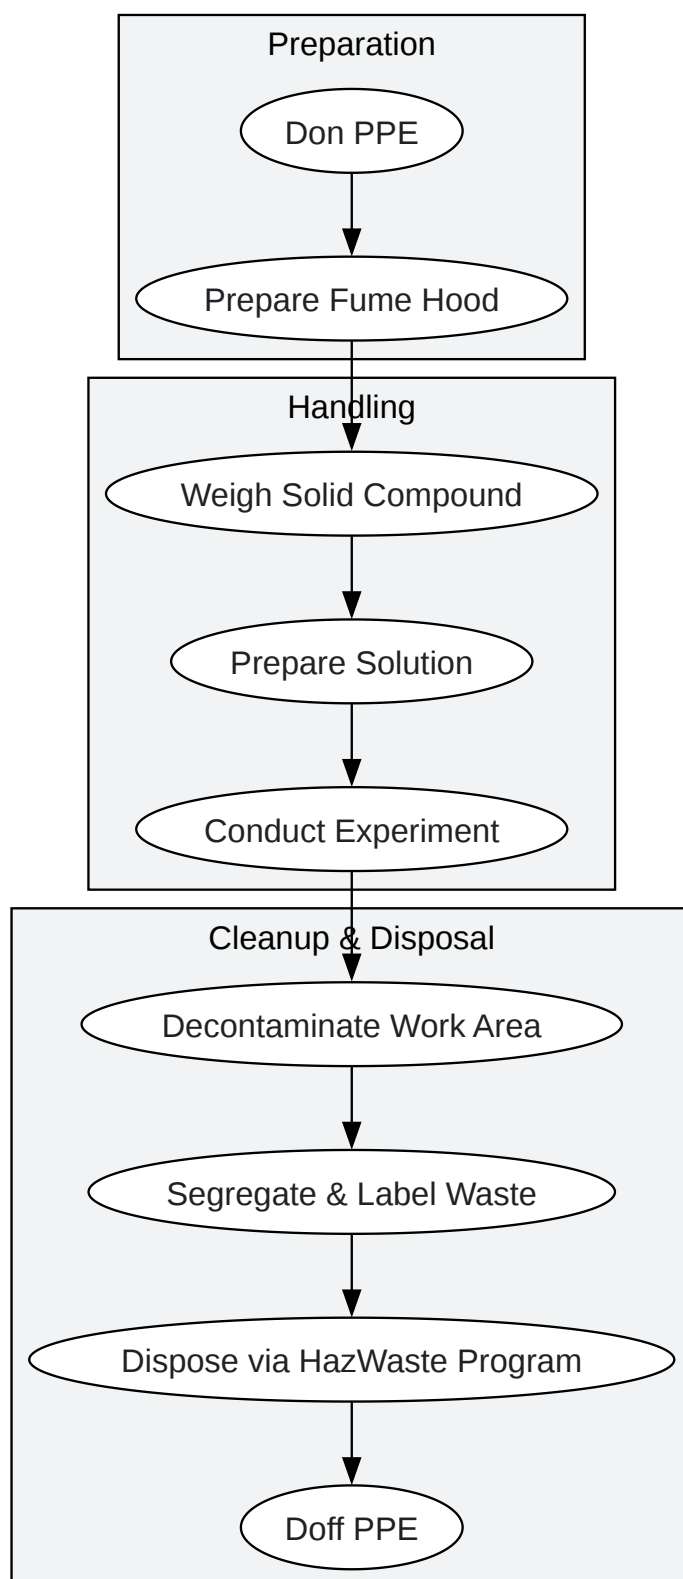 Preparation
Don PPE
Prepare Fume Hood
Handling
Weigh Solid Compound
Prepare Solution
Conduct Experiment
Cleanup & Disposal
Decontaminate Work Area
Segregate & Label Waste
Dispose via HazWaste Program
Doff PPE